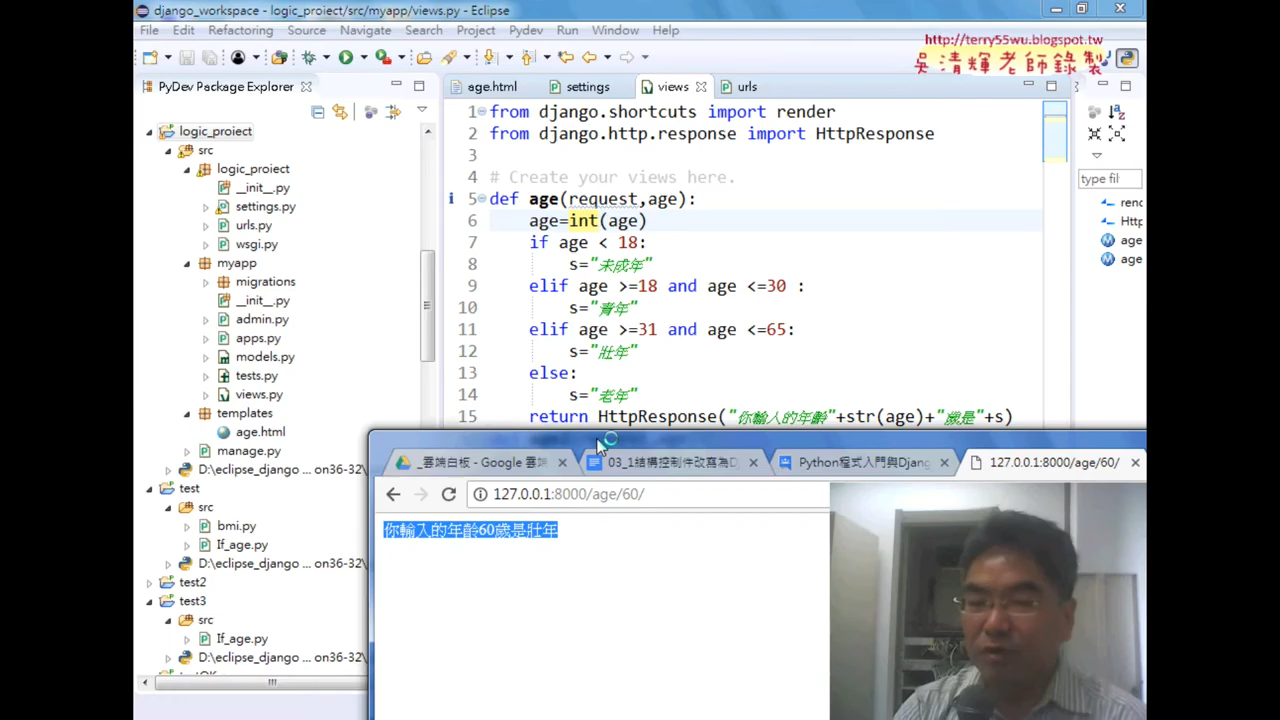 django_workspace - logic_proiect/src/myapp/views.py - Eclipse
File Edit Refactoring Source Navigate Search Project Pydev Run Window Help
http://terry55wu.blogspot.tw
吳清輝老師錄製
PyDev Package Explorer
age.html settings views urls
logic_proiect
src
logic_proiect
__init__.py
settings.py
urls.py
wsgi.py
myapp
migrations
__init__.py
admin.py
apps.py
models.py
tests.py
views.py
templates
age.html
manage.py
D:\eclipse_django ... on36-32\
test
src
bmi.py
If_age.py
D:\eclipse_django ... on36-32\
test2
test3
src
If_age.py
D:\eclipse_django ... on36-32\
1 from django.shortcuts import render
2 from django.http.response import HttpResponse
3
4 # Create your views here.
5 def age(request,age):
6 age=int(age)
7 if age < 18:
8 s="未成年"
9 elif age >=18 and age <=30 :
10 s="青年"
11 elif age >=31 and age <=65:
12 s="壯年"
13 else:
14 s="老年"
15 return HttpResponse("你輸入的年齡"+str(age)+"歲是"+s)
type fil
renc
Http
age
age
_雲端白板 - Google 雲端 03_1結構控制件改寫為D Python程式入門與Djang 127.0.0.1:8000/age/60/
127.0.0.1:8000/age/60/
你輸入的年齡60歲是壯年